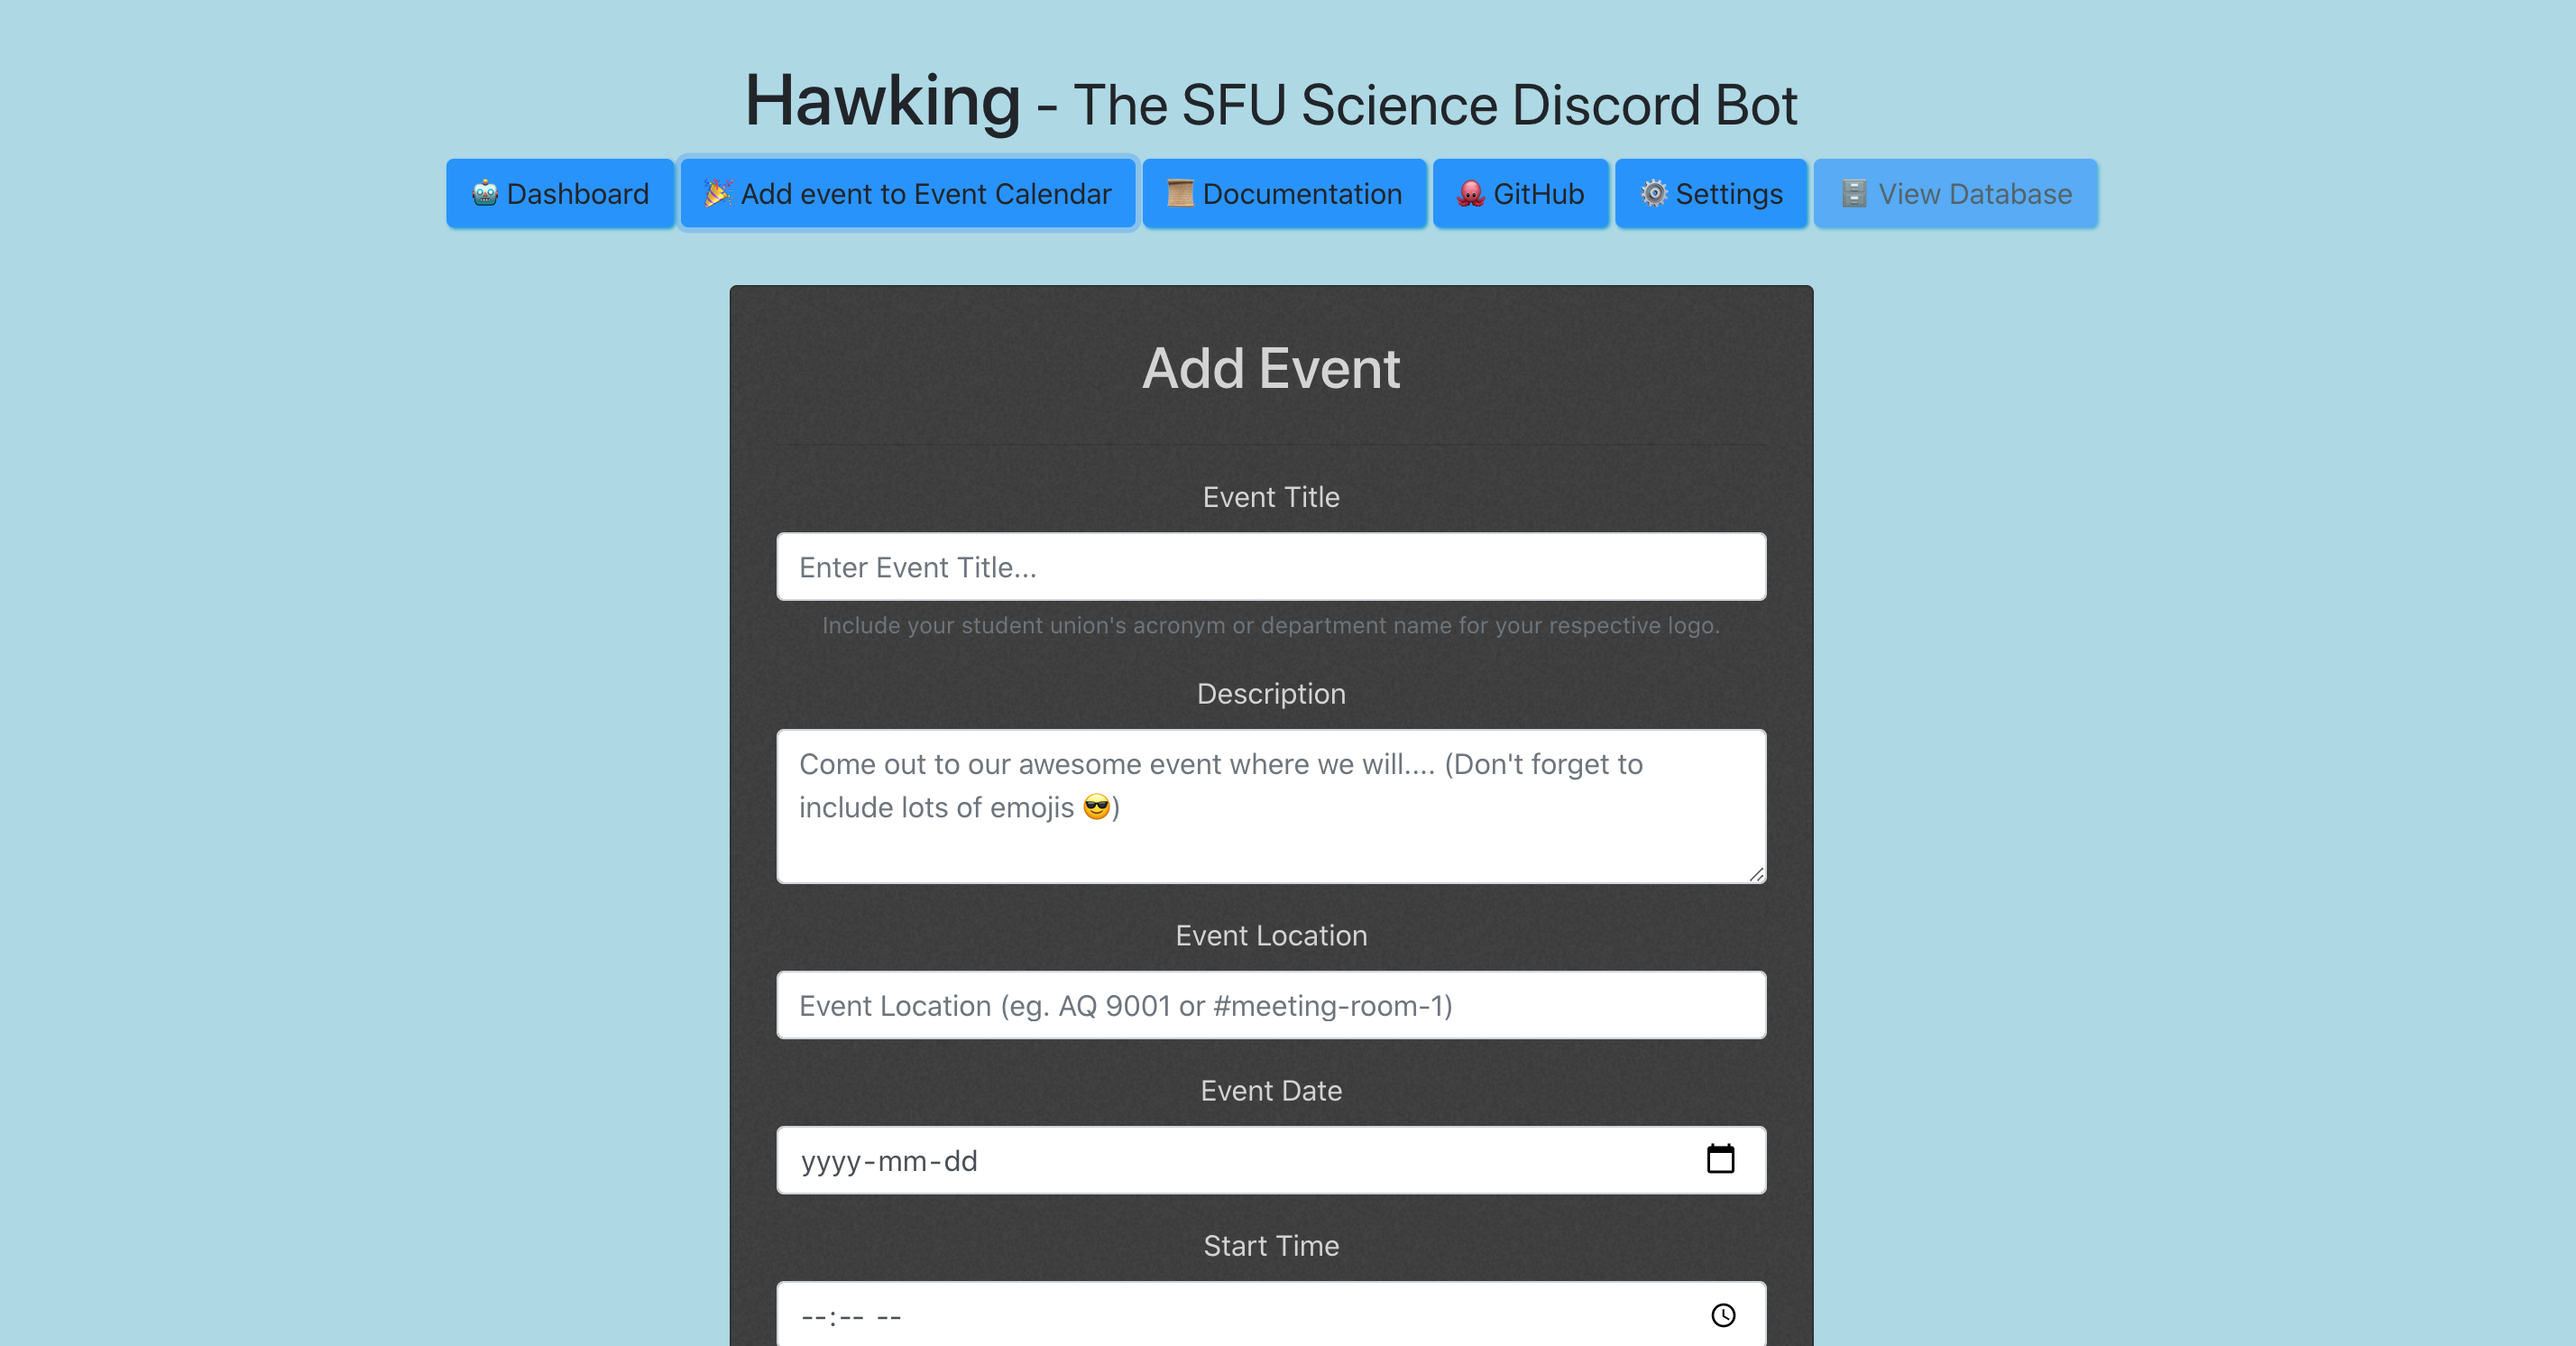 Hawking - The SFU Science Discord Bot
🤖 Dashboard 🎉 Add event to Event Calendar 📜 Documentation 🐙 GitHub ⚙️ Settings 🗄️ View Database
Add Event
Event Title
Enter Event Title...
Include your student union's acronym or department name for your respective logo.
Description
Come out to our awesome event where we will.... (Don't forget to
include lots of emojis 😎)
Event Location
Event Location (eg. AQ 9001 or #meeting-room-1)
Event Date
yyyy-mm-dd
Start Time
--:-- --